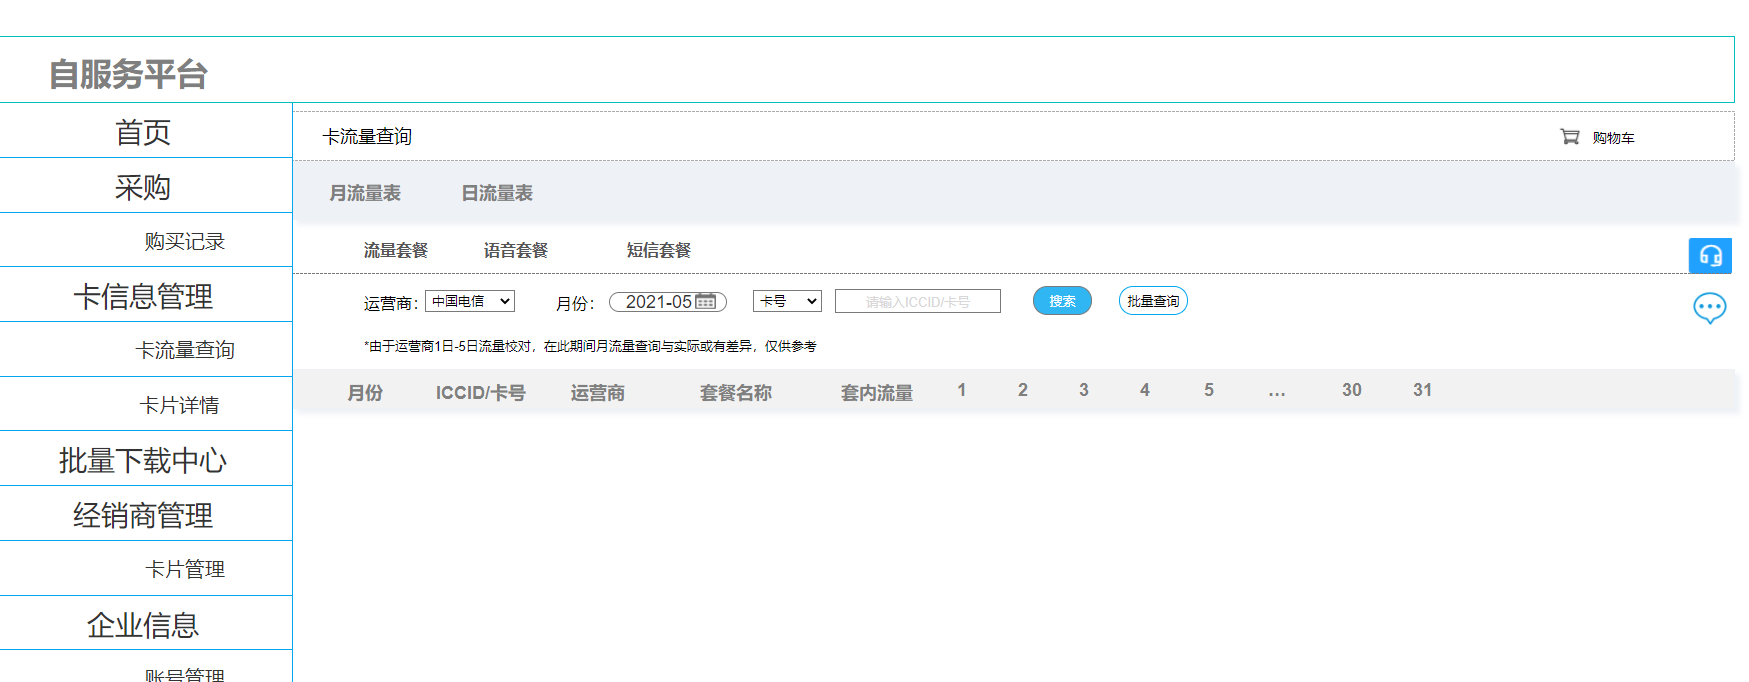 自服务平台
首页
采购
购买记录
卡信息管理
卡流量查询
卡片详情
批量下载中心
经销商管理
卡片管理
企业信息
账号管理
卡流量查询 购物车
月流量表 日流量表
流量套餐 语音套餐 短信套餐
运营商： 中国电信 月份： 2021-05 卡号 请输入ICCID/卡号 搜索 批量查询
*由于运营商1日-5日流量校对，在此期间月流量查询与实际或有差异，仅供参考
月份 ICCID/卡号 运营商 套餐名称 套内流量 1 2 3 4 5 … 30 31